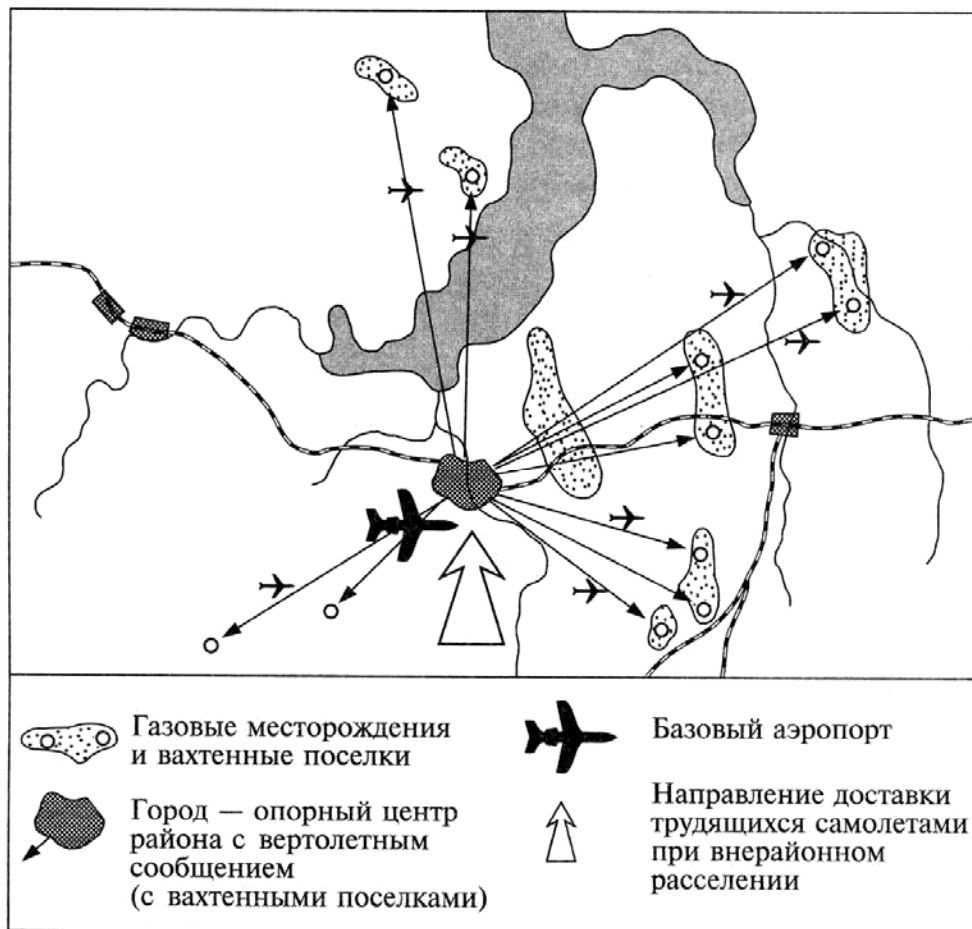 Газовые месторождения
и вахтенные поселки
Город — опорный центр
района с вертолетным
сообщением
(с вахтенными поселками)
Базовый аэропорт
Направление доставки
трудящихся самолетами
при внерайонном
расселении